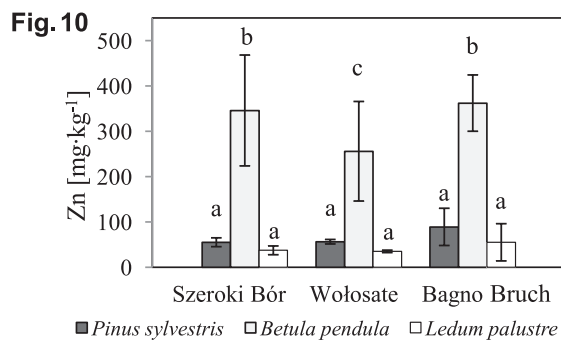 Fig. 10
Zn [mg·kg-1]
600
500
400
300
200
100
0
b
c
b
a
a
a
a
a
a
Szeroki Bór Wołosate Bagno Bruch
Pinus sylvestris Betula pendula Ledum palustre